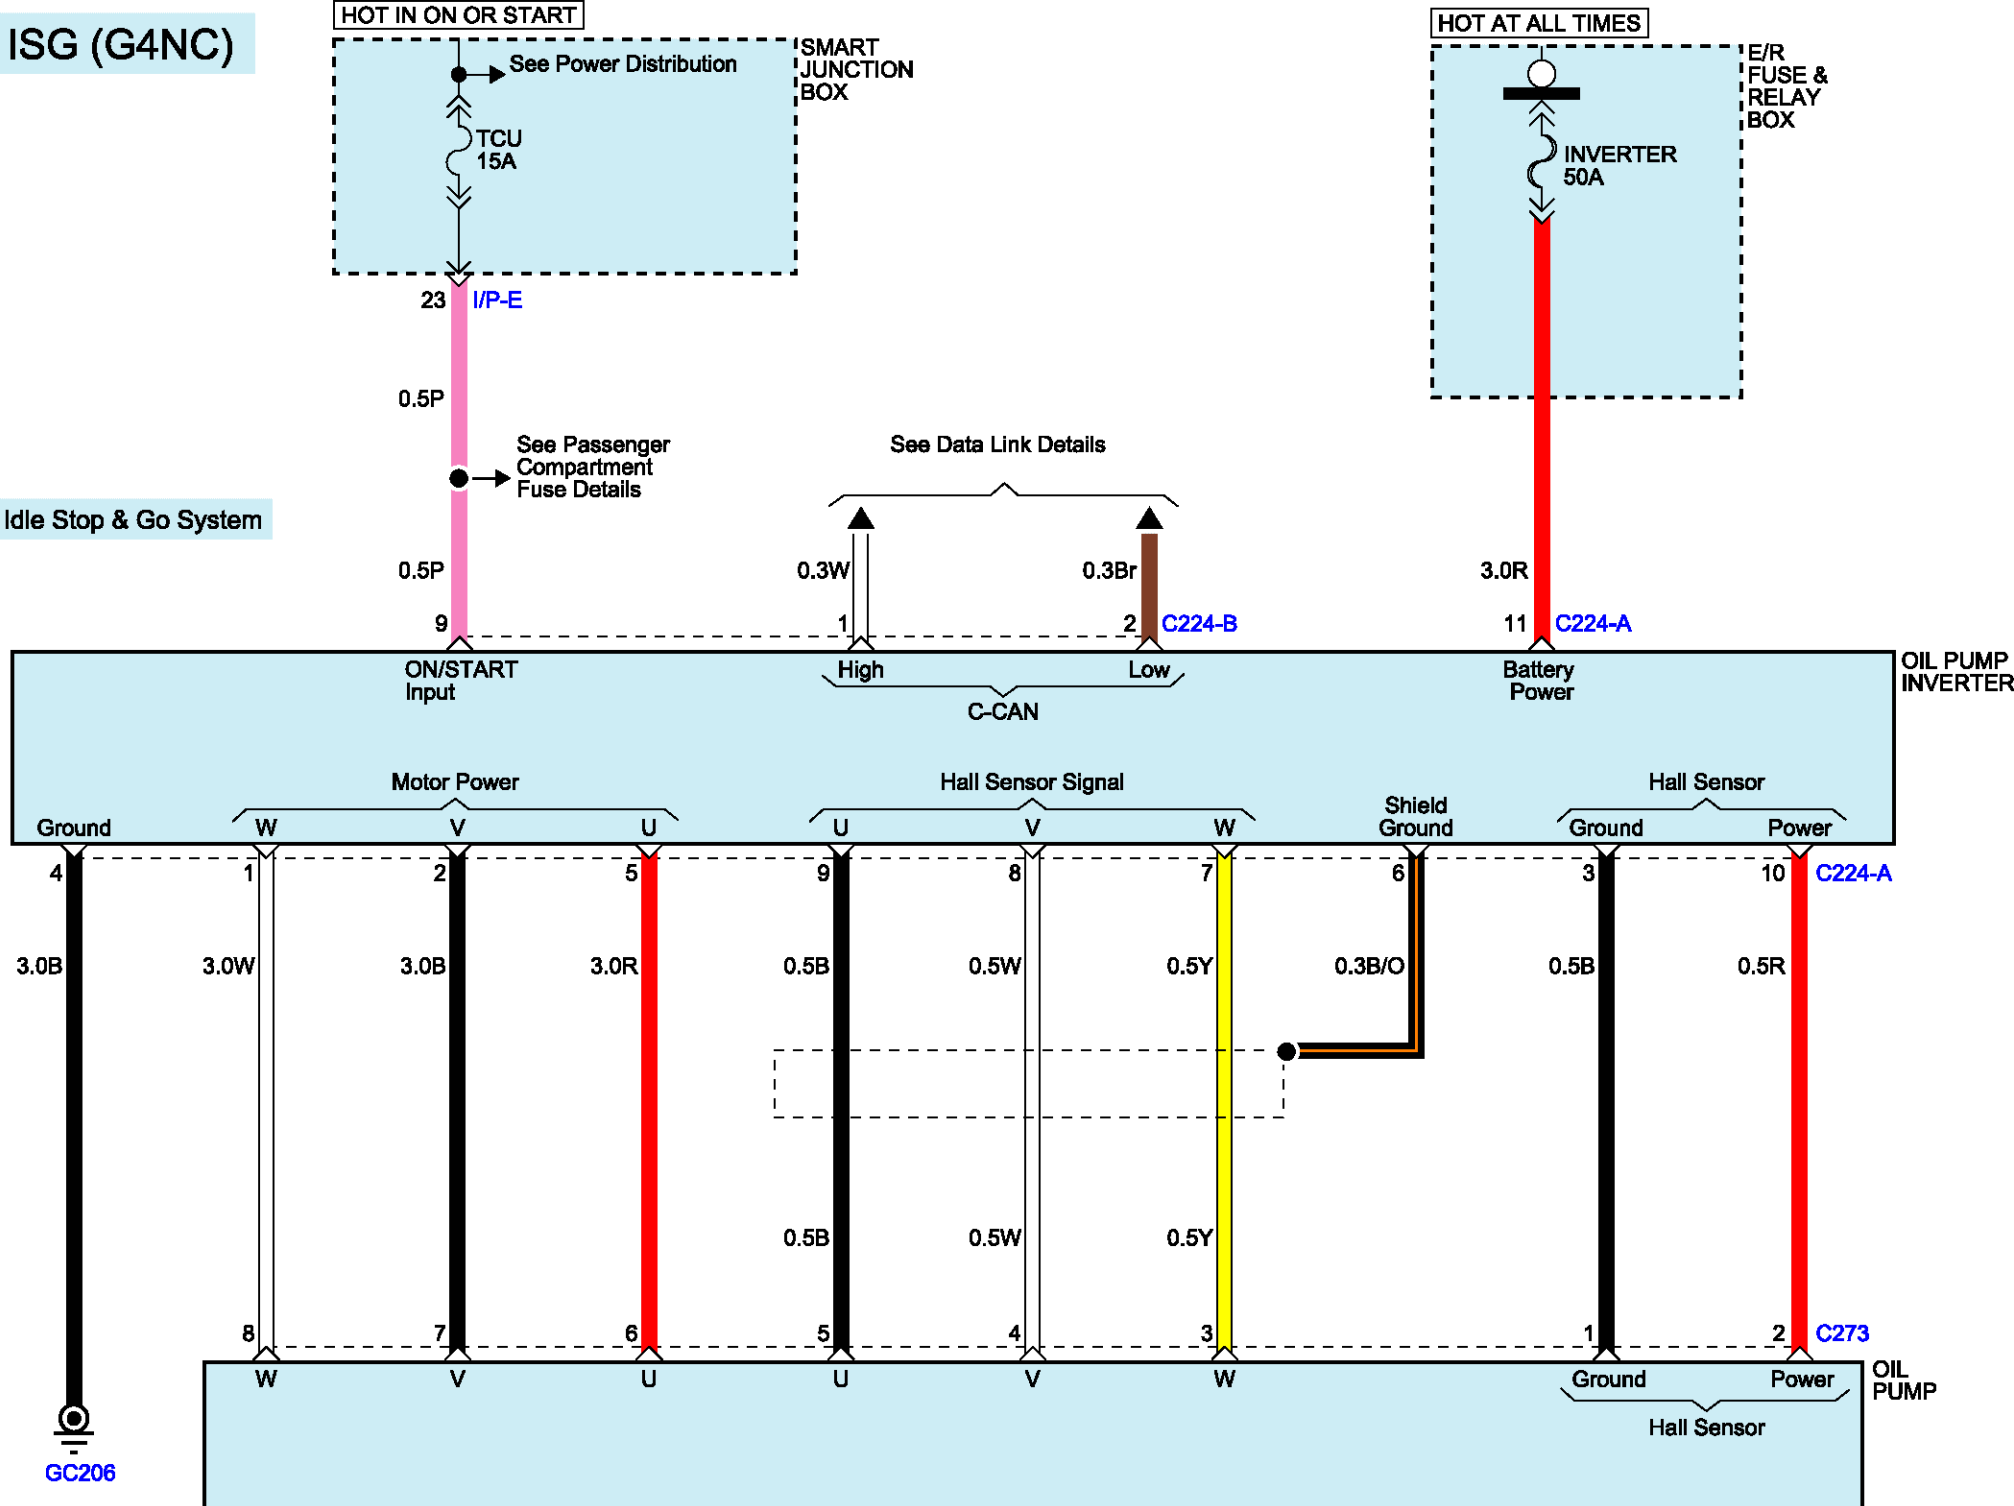 ISG (G4NC)
HOT IN ON OR START
See Power Distribution
SMART
JUNCTION
BOX
TCU
15A
HOT AT ALL TIMES
E/R
FUSE &
RELAY
BOX
INVERTER
50A
23 I/P-E
0.5P
See Passenger
Compartment
Fuse Details
See Data Link Details
Idle Stop & Go System
0.5P
0.3W
0.3Br
3.0R
9
1
2 C224-B
11 C224-A
ON/START
Input
High
Low
C-CAN
Battery
Power
OIL PUMP
INVERTER
Motor Power
Hall Sensor Signal
Shield
Ground
Hall Sensor
Ground
W
V
U
U
V
W
Ground
Power
4
1
2
5
9
8
7
6
3
10 C224-A
3.0B
3.0W
3.0B
3.0R
0.5B
0.5W
0.5Y
0.3B/O
0.5B
0.5R
0.5B
0.5W
0.5Y
8
7
6
5
4
3
1
2 C273
W
V
U
U
V
W
Ground
Power
Hall Sensor
OIL
PUMP
GC206